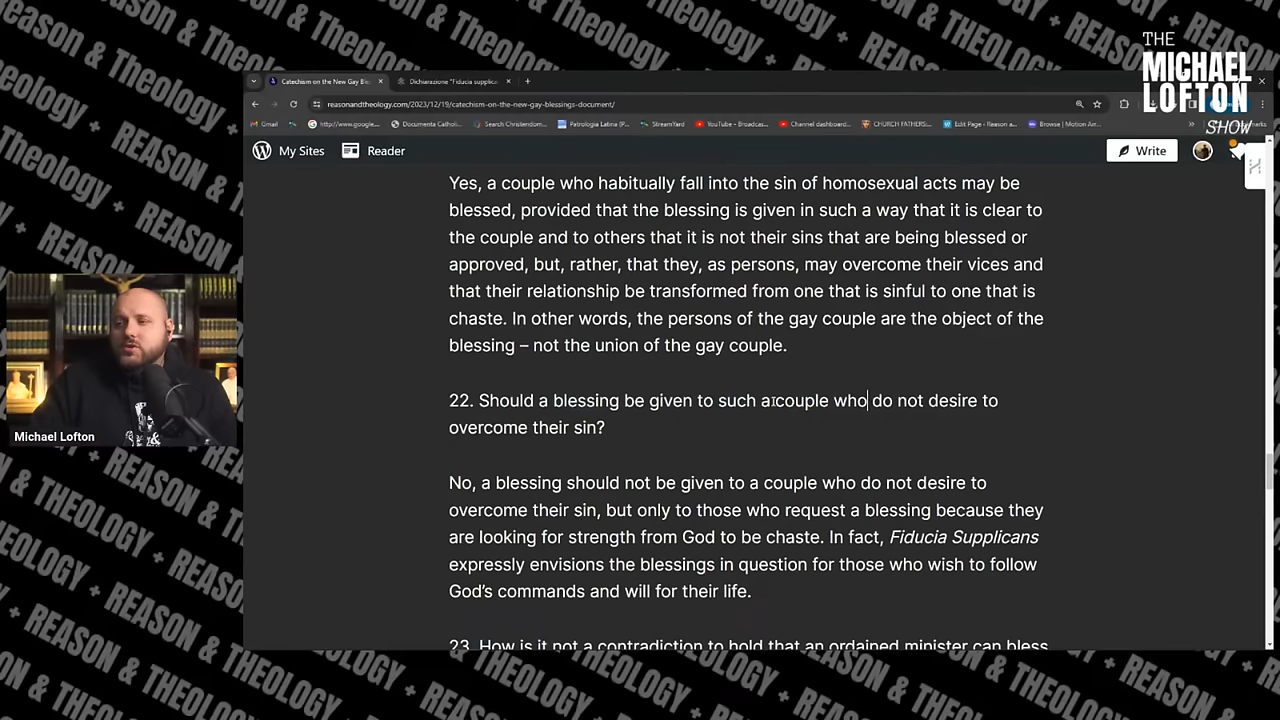 THE
MICHAEL
LOFTON
SHOW
Catechism on the New Gay Ble
Dichiarazione "Fiducia supplica
reasonandtheology.com/2023/12/19/catechism-on-the-new-gay-blessings-document/
Gmail
http://www.google...
Documenta Catholi...
Search Christendom...
Patrologia Latina (P...
StreamYard
YouTube – Broadcas...
Channel dashboard...
CHURCH FATHERS:...
Edit Page ‹ Reason a...
Browse | Motion Arr...
My Sites
Reader
Write
Yes, a couple who habitually fall into the sin of homosexual acts may be
blessed, provided that the blessing is given in such a way that it is clear to
the couple and to others that it is not their sins that are being blessed or
approved, but, rather, that they, as persons, may overcome their vices and
that their relationship be transformed from one that is sinful to one that is
chaste. In other words, the persons of the gay couple are the object of the
blessing – not the union of the gay couple.
22. Should a blessing be given to such a couple who do not desire to
overcome their sin?
No, a blessing should not be given to a couple who do not desire to
overcome their sin, but only to those who request a blessing because they
are looking for strength from God to be chaste. In fact, Fiducia Supplicans
expressly envisions the blessings in question for those who wish to follow
God's commands and will for their life.
23. How is it not a contradiction to hold that an ordained minister can bless
Michael Lofton
REASON & THEOLOGY + REASON & THEOLOGY